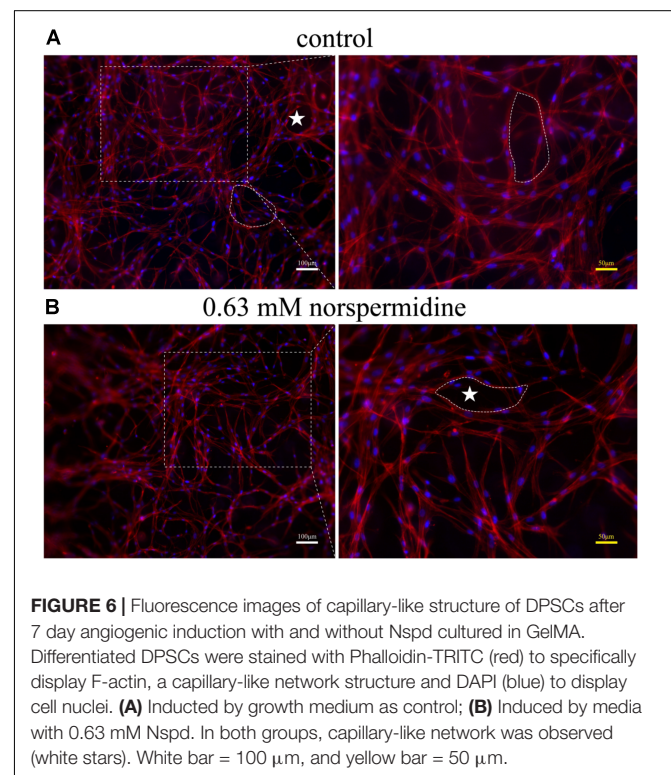 A
control
100μm
50μm
B
0.63 mM norspermidine
100μm
50μm
FIGURE 6 | Fluorescence images of capillary-like structure of DPSCs after
7 day angiogenic induction with and without Nspd cultured in GelMA.
Differentiated DPSCs were stained with Phalloidin-TRITC (red) to specifically
display F-actin, a capillary-like network structure and DAPI (blue) to display
cell nuclei. (A) Inducted by growth medium as control; (B) Induced by media
with 0.63 mM Nspd. In both groups, capillary-like network was observed
(white stars). White bar = 100 μm, and yellow bar = 50 μm.